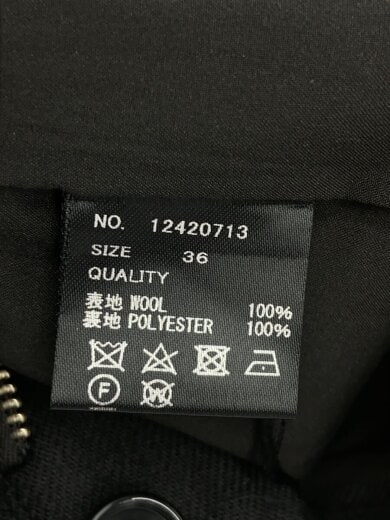 NO. 12420713
SIZE 36
QUALITY
表地 WOOL 100%
裏地 POLYESTER 100%
F W